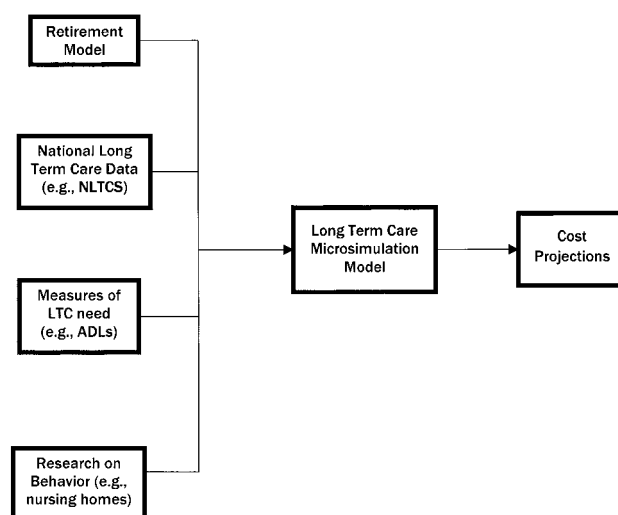 Retirement
Model
National Long
Term Care Data
(e.g., NLTCS)
Measures of
LTC need
(e.g., ADLs)
Research on
Behavior (e.g.,
nursing homes)
Long Term Care
Microsimulation
Model
Cost
Projections